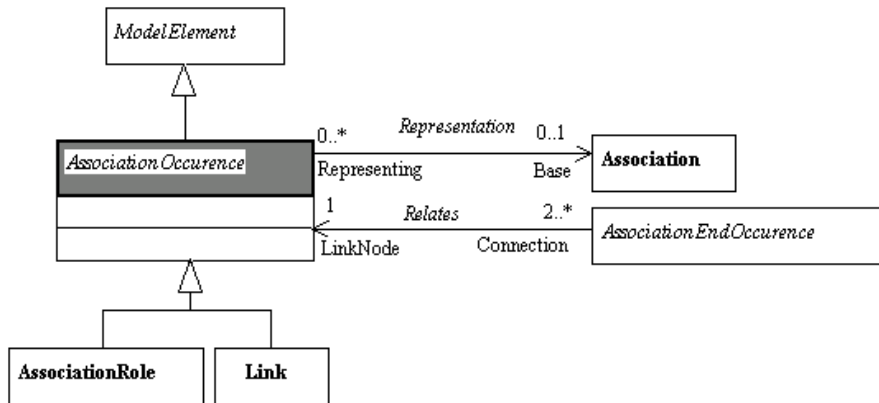 ModelElement
0..* Representation 0..1
AssociationOccurence
Representing Base
Association
1 Relates 2..*
LinkNode Connection
AssociationEndOccurence
AssociationRole
Link